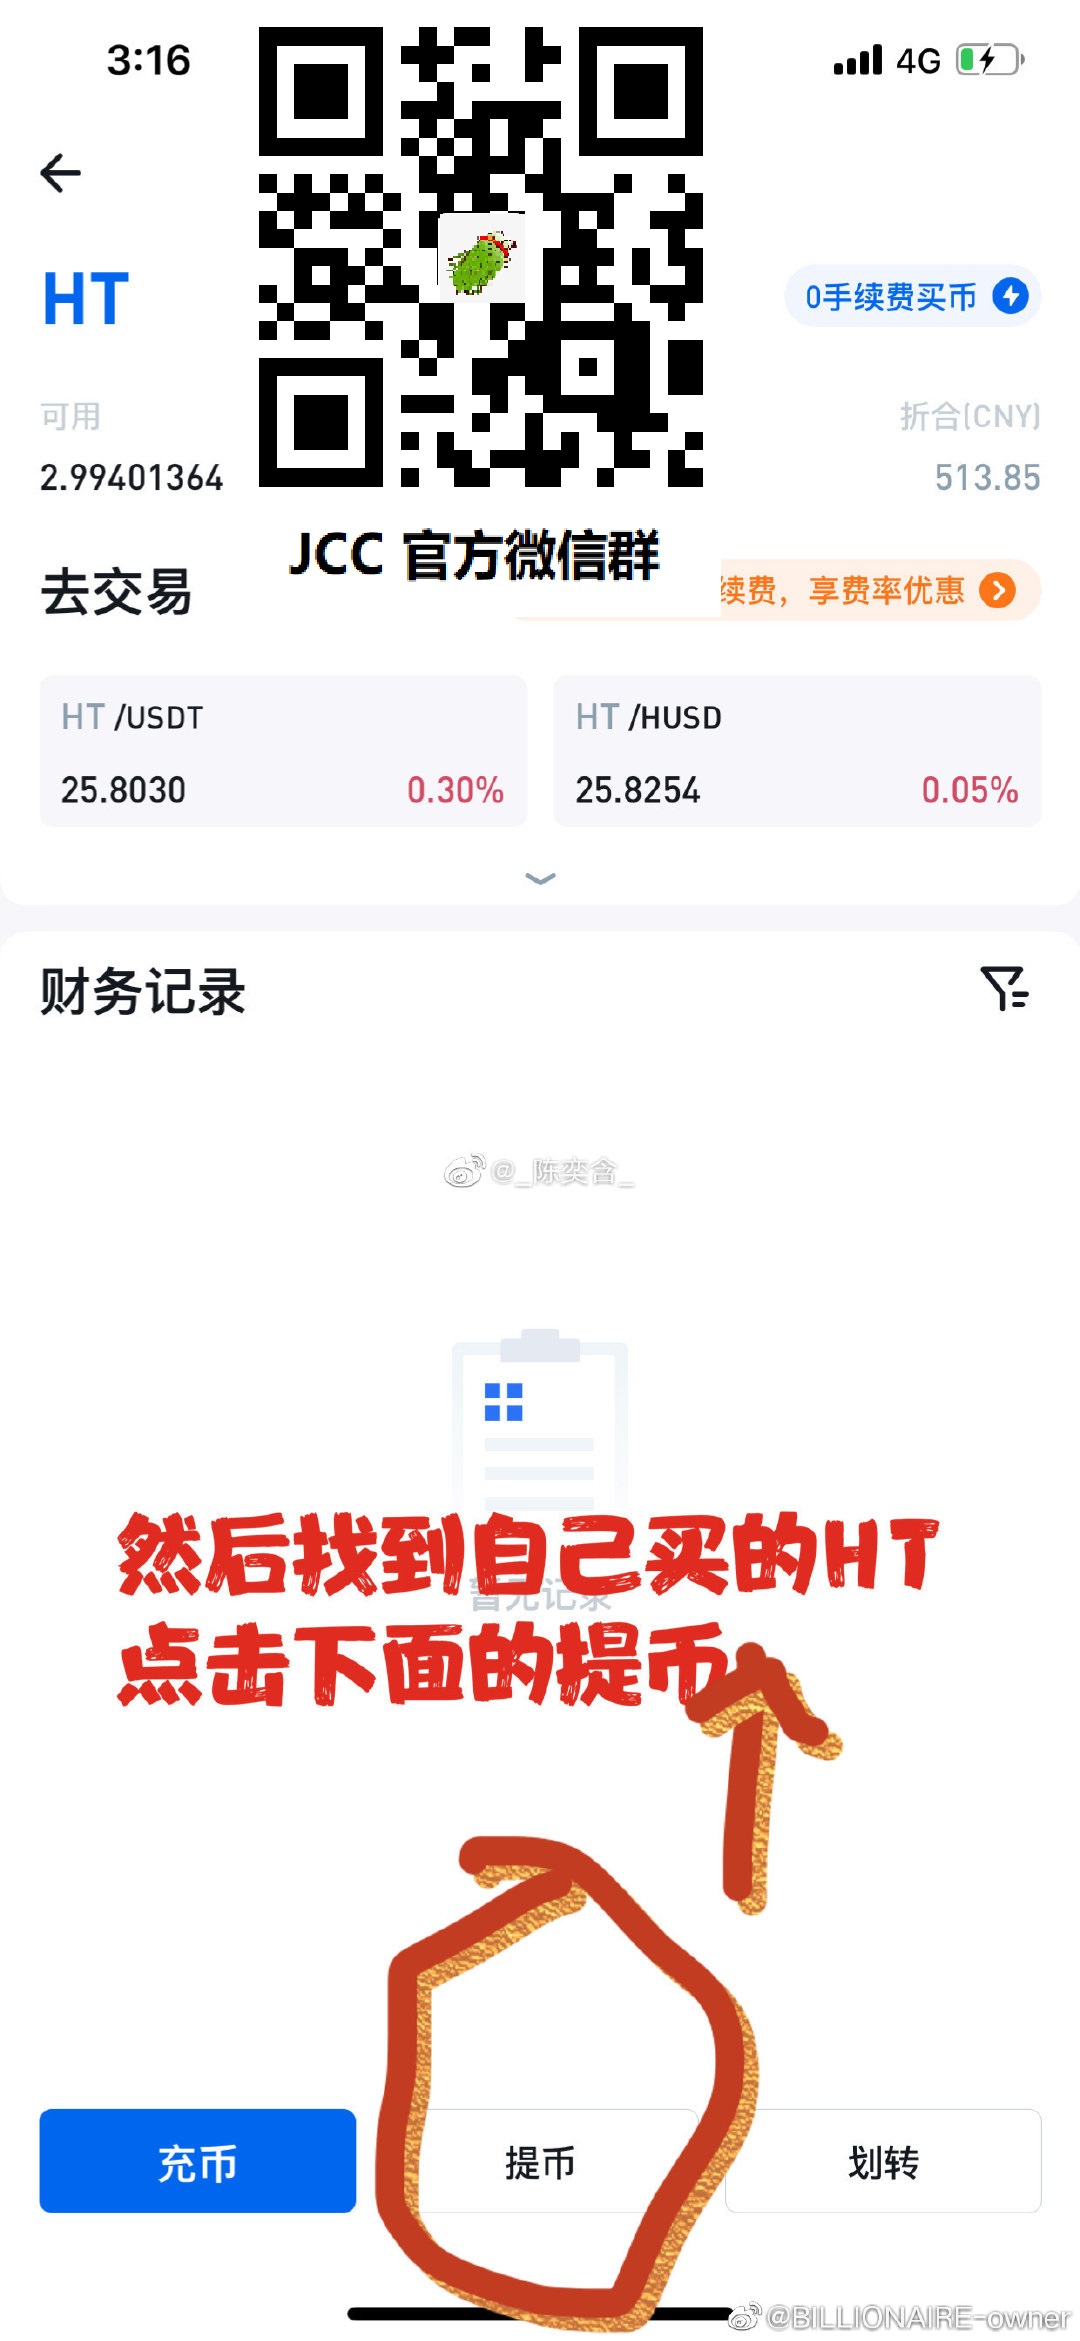 3:16
4G
HT
0手续费买币
可用
折合(CNY)
2.99401364
513.85
JCC 官方微信群
去交易
续费，享费率优惠
HT /USDT
HT /HUSD
25.8030
0.30%
25.8254
0.05%
财务记录
@_陈奕含_
然后找到自己买的HT
暂无记录
点击下面的提币
充币
提币
划转
@BILLIONAIRE-owner